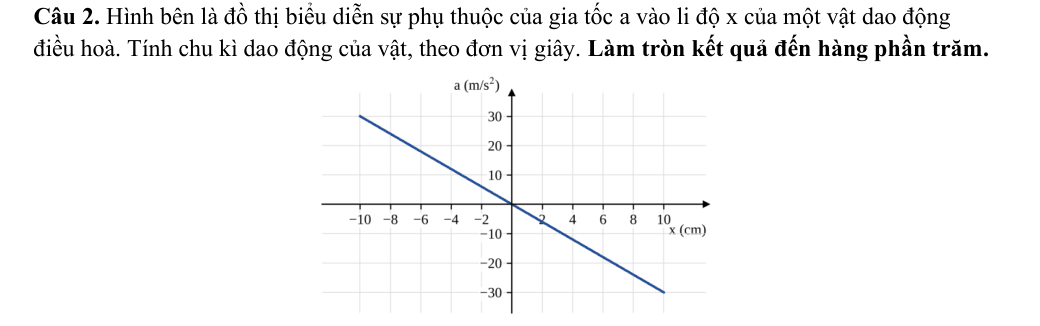 Câu 2. Hình bên là đồ thị biểu diễn sự phụ thuộc của gia tốc a vào li độ x của một vật dao động
điều hoà. Tính chu kì dao động của vật, theo đơn vị giây. Làm tròn kết quả đến hàng phần trăm.
a (m/s²)
30
20
10
−10 −8 −6 −4 −2 2 4 6 8 10
x (cm)
−10
−20
−30